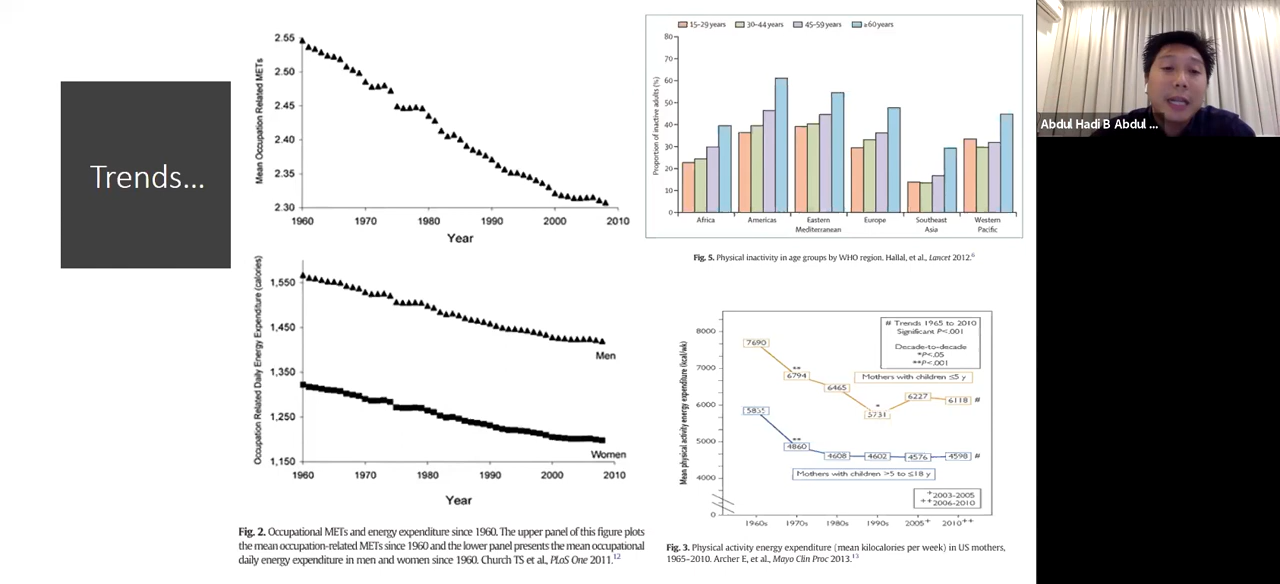 Trends...
2.55
2.50
2.45
2.40
2.35
2.30
Mean Occupation Related METs
1960 1970 1980 1990 2000 2010
Year
1,550
1,450
1,350
1,250
1,150
Occupation Related Daily Energy Expenditure (calories)
Men
Women
1960 1970 1980 1990 2000 2010
Year
Fig. 2. Occupational METs and energy expenditure since 1960. The upper panel of this figure plots
the mean occupation-related METs since 1960 and the lower panel presents the mean occupational
daily energy expenditure in men and women since 1960. Church TS et al., PLoS One 2011.12
15-29 years 30-44 years 45-59 years ≥60 years
80
70
60
50
40
30
20
10
0
Proportion of inactive adults (%)
Africa Americas Eastern Mediterranean Europe Southeast Asia Western Pacific
Fig. 5. Physical inactivity in age groups by WHO region. Hallal, et al., Lancet 2012.6
8000
7000
6000
5000
4000
0
Mean physical activity energy expenditure (kcal/wk)
# Trends 1965 to 2010
Significant P<.001
Decade-to-decade
*P<.05
**P<.001
Mothers with children ≤5 y
7690
**
6794
6465
*
5731
6227
6118 #
5835
**
4860
4608
4602
4576
4598 #
Mothers with children >5 to ≤18 y
+2003-2005
++2006-2010
1960s 1970s 1980s 1990s 2005+ 2010++
Fig. 3. Physical activity energy expenditure (mean kilocalories per week) in US mothers,
1965–2010. Archer E, et al., Mayo Clin Proc 2013.13
Abdul Hadi B Abdul ...